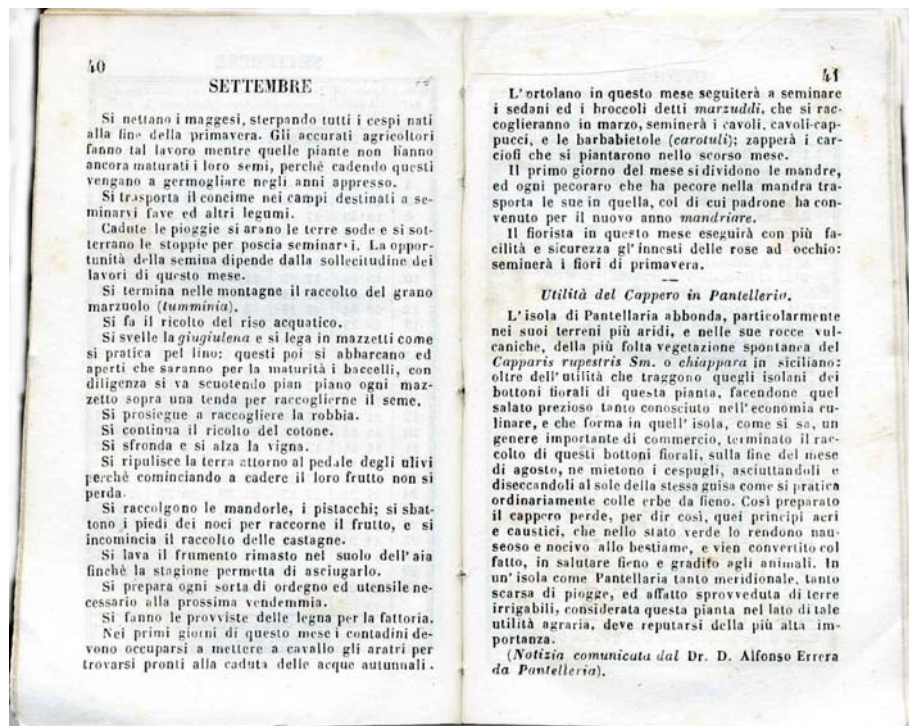 40
SETTEMBRE
Si nettano i maggesi, sterpando tutti i cespi nati
alla fine della primavera. Gli accurati agricoltori
fanno tal lavoro mentre quelle piante non hanno
ancora maturati i loro semi, perchè cadendo questi
vengano a germogliare negli anni appresso.
Si trasporta il concime nei campi destinati a se-
minarvi fave ed altri legumi.
Cadute le pioggie si arano le terre sode e si sot-
terrano le stoppie per poscia seminarvi. La oppor-
tunità della semina dipende dalla sollecitudine dei
lavori di questo mese.
Si termina nelle montagne il raccolto del grano
marzuolo (tumminia).
Si fa il ricolto del riso acquatico.
Si svelle la giugiulena e si lega in mazzetti come
si pratica pel lino: questi poi si abbarcano ed
aperti che saranno per la maturità i baccelli, con
diligenza si va scuotendo pian piano ogni maz-
zetto sopra una tenda per raccoglierne il seme.
Si prosiegue a raccogliere la robbia.
Si continua il ricolto del cotone.
Si sfronda e si alza la vigna.
Si ripulisce la terra attorno al pedale degli ulivi
perchè cominciando a cadere il loro frutto non si
perda.
Si raccolgono le mandorle, i pistacchi; si sbat-
tono i piedi dei noci per raccorne il frutto, e si
incomincia il raccolto delle castagne.
Si lava il frumento rimasto nel suolo dell'aia
finchè la stagione permetta di asciugarlo.
Si prepara ogni sorta di ordegno ed utensile ne-
cessario alla prossima vendemmia.
Si fanno le provviste delle legna per la fattoria.
Nei primi giorni di questo mese i contadini de-
vono occuparsi a mettere a cavallo gli aratri per
trovarsi pronti alla caduta delle acque autunnali.
41
L'ortolano in questo mese seguiterà a seminare
i sedani ed i broccoli detti marzuddi, che si rac-
coglieranno in marzo, seminerà i cavoli, cavoli-cap-
pucci, e le barbabietole (carotuli); zapperà i car-
ciofi che si piantarono nello scorso mese.
Il primo giorno del mese si dividono le mandre,
ed ogni pecoraro che ha pecore nella mandra tra-
sporta le sue in quella, col di cui padrone ha con-
venuto per il nuovo anno mandriare.
Il fiorista in questo mese eseguirà con più fa-
cilità e sicurezza gl'innesti delle rose ad occhio:
seminerà i fiori di primavera.
Utilità del Cappero in Pantelleria.
L'isola di Pantellaria abbonda, particolarmente
nei suoi terreni più aridi, e nelle sue rocce vul-
caniche, della più folta vegetazione spontanea del
Capparis rupestris Sm. o chiappara in siciliano:
oltre dell'utilità che traggono quegli isolani dei
bottoni fiorali di questa pianta, facendone quel
salato prezioso tanto conosciuto nell'economia cu-
linare, e che forma in quell'isola, come si sa, un
genere importante di commercio, terminato il rac-
colto di questi bottoni fiorali, sulla fine del mese
di agosto, ne mietono i cespugli, asciuttandoli e
diseccandoli al sole della stessa guisa come si pratica
ordinariamente colle erbe da fieno. Così preparato
il cappero perde, per dir così, quei principi acri
e caustici, che nello stato verde lo rendono nau-
seoso e nocivo allo bestiame, e vien convertito col
fatto, in salutare fieno e gradito agli animali. In
un'isola come Pantellaria tanto meridionale, tanto
scarsa di piogge, ed affatto sprovveduta di terre
irrigabili, considerata questa pianta nel lato di tale
utilità agraria, deve reputarsi della più alta im-
portanza.
(Notizia comunicata dal Dr. D. Alfonso Errera
da Pantelleria).